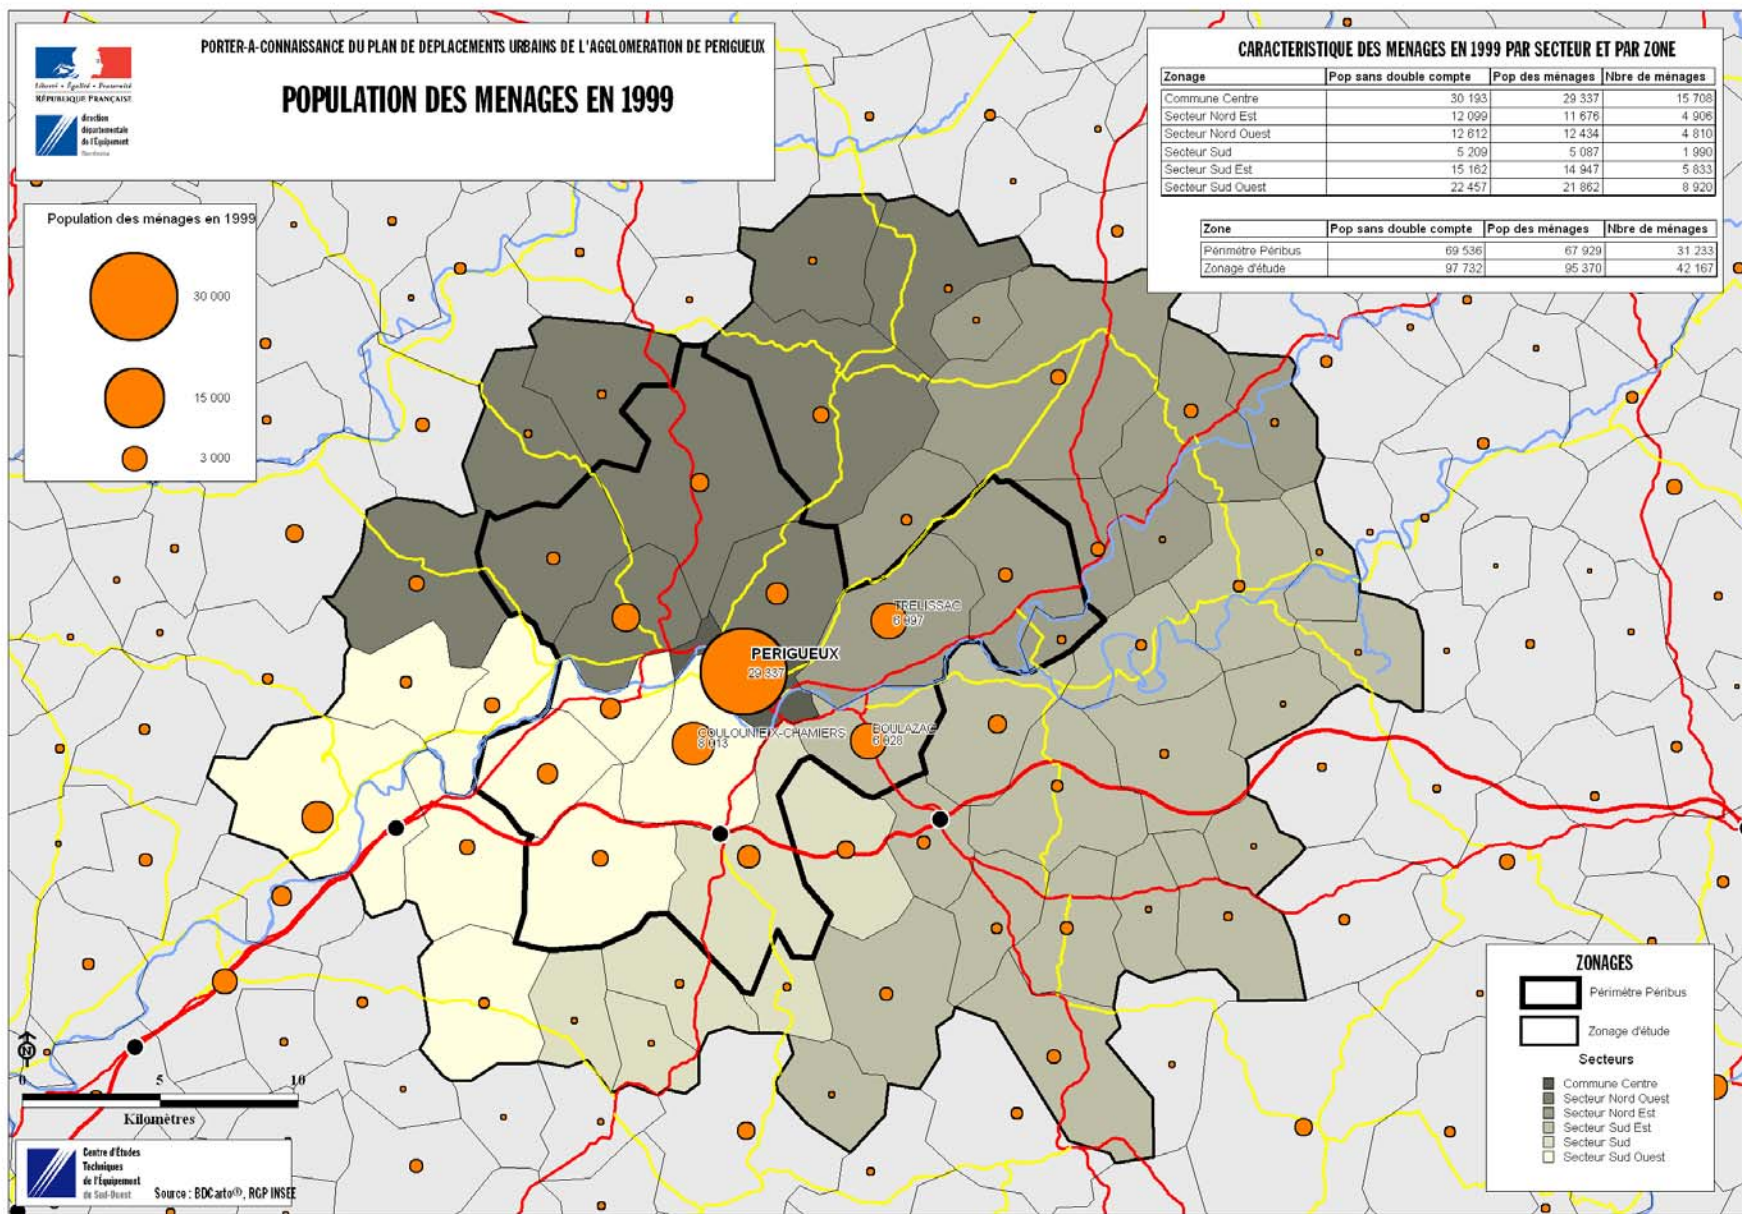 PORTER-A-CONNAISSANCE DU PLAN DE DEPLACEMENTS URBAINS DE L'AGGLOMERATION DE PERIGUEUX
POPULATION DES MENAGES EN 1999
Liberté • Égalité • Fraternité
RÉPUBLIQUE FRANÇAISE
direction
départementale
de l'Équipement
Dordogne
CARACTERISTIQUE DES MENAGES EN 1999 PAR SECTEUR ET PAR ZONE
Zonage Pop sans double compte Pop des ménages Nbre de ménages
Commune Centre 30 193 29 337 15 708
Secteur Nord Est 12 099 11 676 4 906
Secteur Nord Ouest 12 612 12 434 4 810
Secteur Sud 5 209 5 087 1 990
Secteur Sud Est 15 162 14 947 5 833
Secteur Sud Ouest 22 457 21 862 8 920
Zone Pop sans double compte Pop des ménages Nbre de ménages
Périmètre Péribus 69 536 67 929 31 233
Zonage d'étude 97 732 95 370 42 167
Population des ménages en 1999
30 000
15 000
3 000
TRELISSAC
PERIGUEUX
29 337
COULOUNIEIX-CHAMIERS
BOULAZAC
ZONAGES
Périmètre Péribus
Zonage d'étude
Secteurs
Commune Centre
Secteur Nord Ouest
Secteur Nord Est
Secteur Sud Est
Secteur Sud
Secteur Sud Ouest
N
0 5 10
Kilomètres
Centre d'Études
Techniques
de l'Équipement
du Sud-Ouest
Source : BDCarto®, RGP INSEE